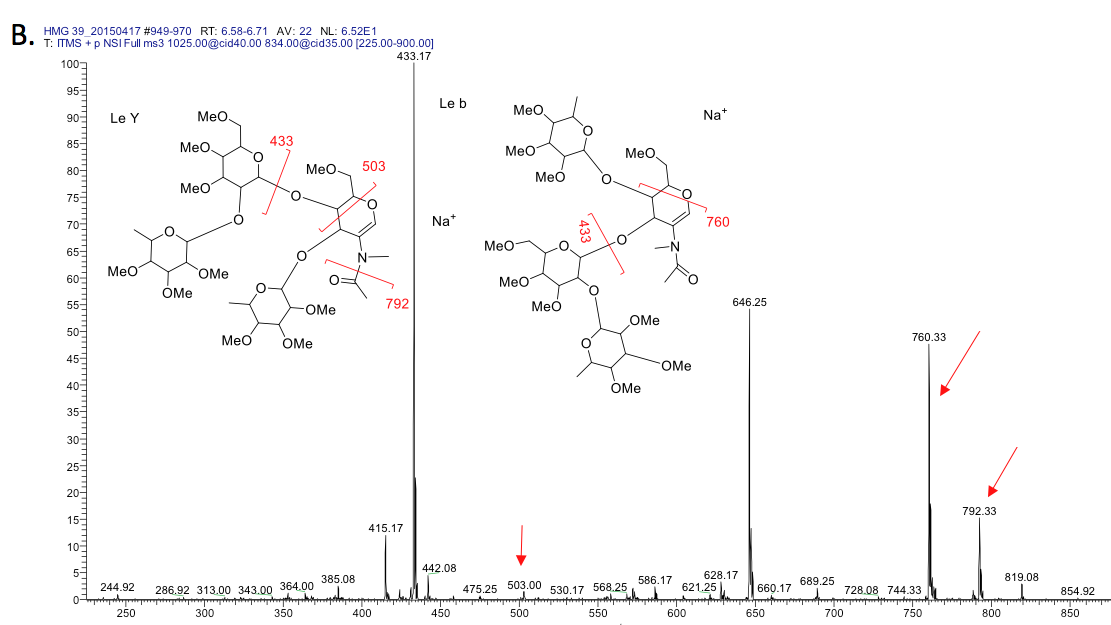 B.
HMG 39_20150417 #949-970 RT: 6.58-6.71 AV: 22 NL: 6.52E1
T: ITMS + p NSI Full ms3 1025.00@cid40.00 834.00@cid35.00 [225.00-900.00]
433.17
100
95
90
85
80
75
70
65
60
55
50
45
40
35
30
25
20
15
10
5
0
Le Y
MeO
MeO
MeO
O
433
O
MeO
503
O
O
O
MeO
OMe
OMe
O
N
O
792
O
OMe
MeO
OMe
Na+
Le b
MeO
MeO
MeO
O
O
MeO
O
760
Na+
433
O
N
O
MeO
O
MeO
MeO
O
OMe
O
OMe
OMe
646.25
760.33
792.33
415.17
442.08
503.00
244.92
286.92
313.00
343.00
364.00
385.08
475.25
530.17
568.25
586.17
621.25
628.17
660.17
689.25
728.08
744.33
819.08
854.92
250
300
350
400
450
500
550
600
650
700
750
800
850